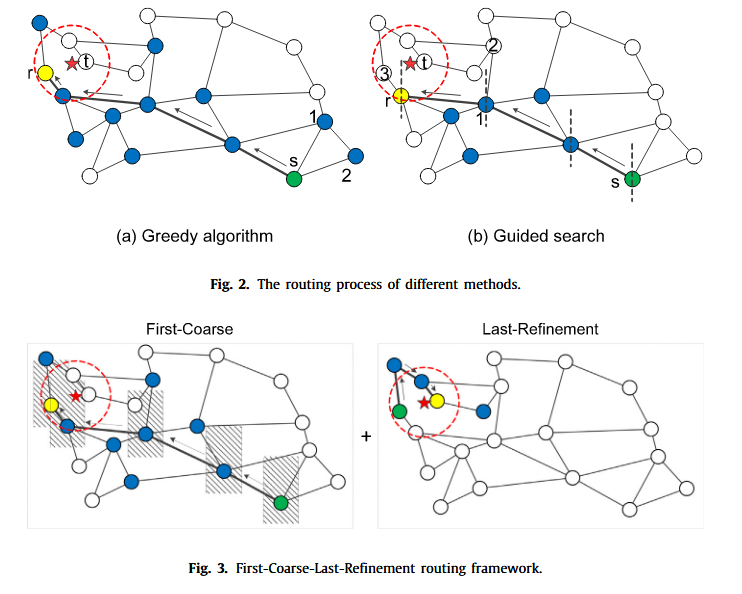 t
r
1
s
2
2
t
3
r
1
s
(a) Greedy algorithm
(b) Guided search
Fig. 2. The routing process of different methods.
First-Coarse
Last-Refinement
+
Fig. 3. First-Coarse-Last-Refinement routing framework.